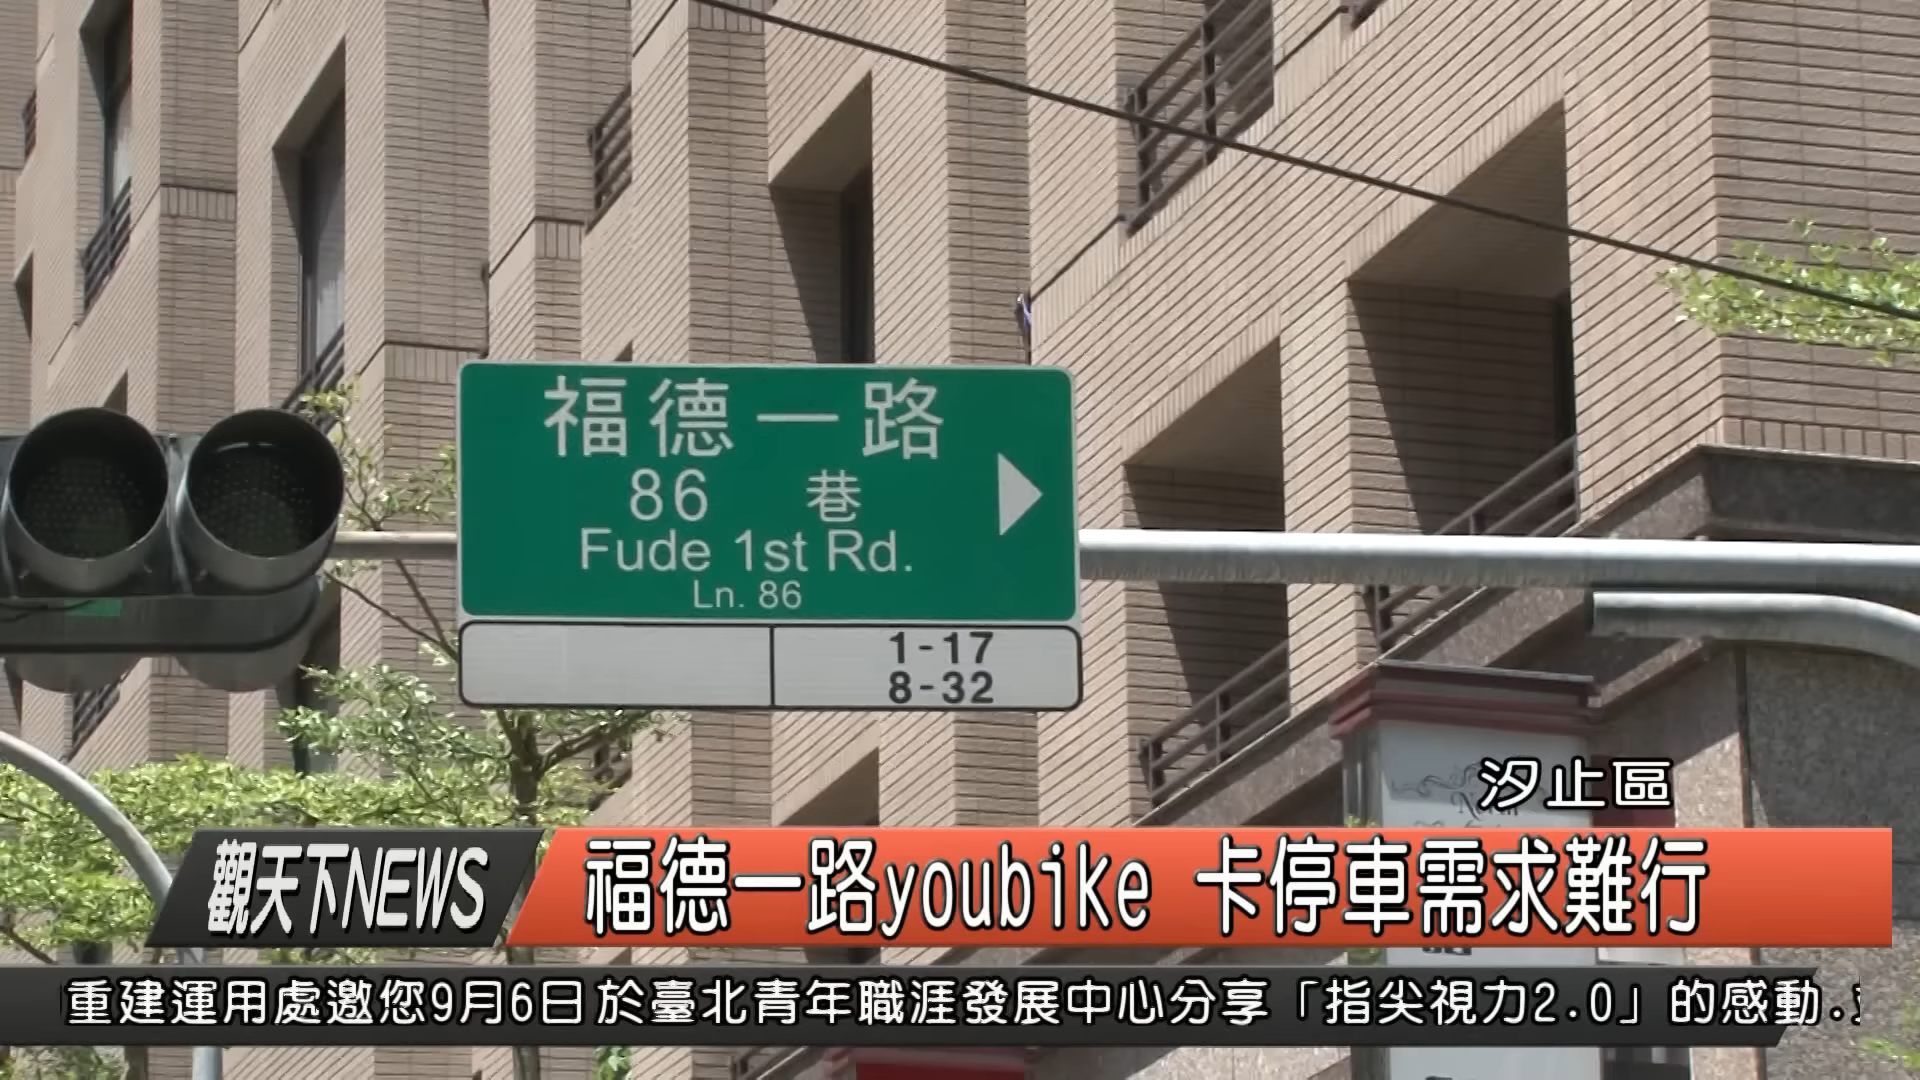 福德一路
86 巷
Fude 1st Rd.
Ln. 86
1-17
8-32
汐止區
觀天下NEWS
福德一路youbike 卡停車需求難行
重建運用處邀您9月6日於臺北青年職涯發展中心分享「指尖視力2.0」的感動.